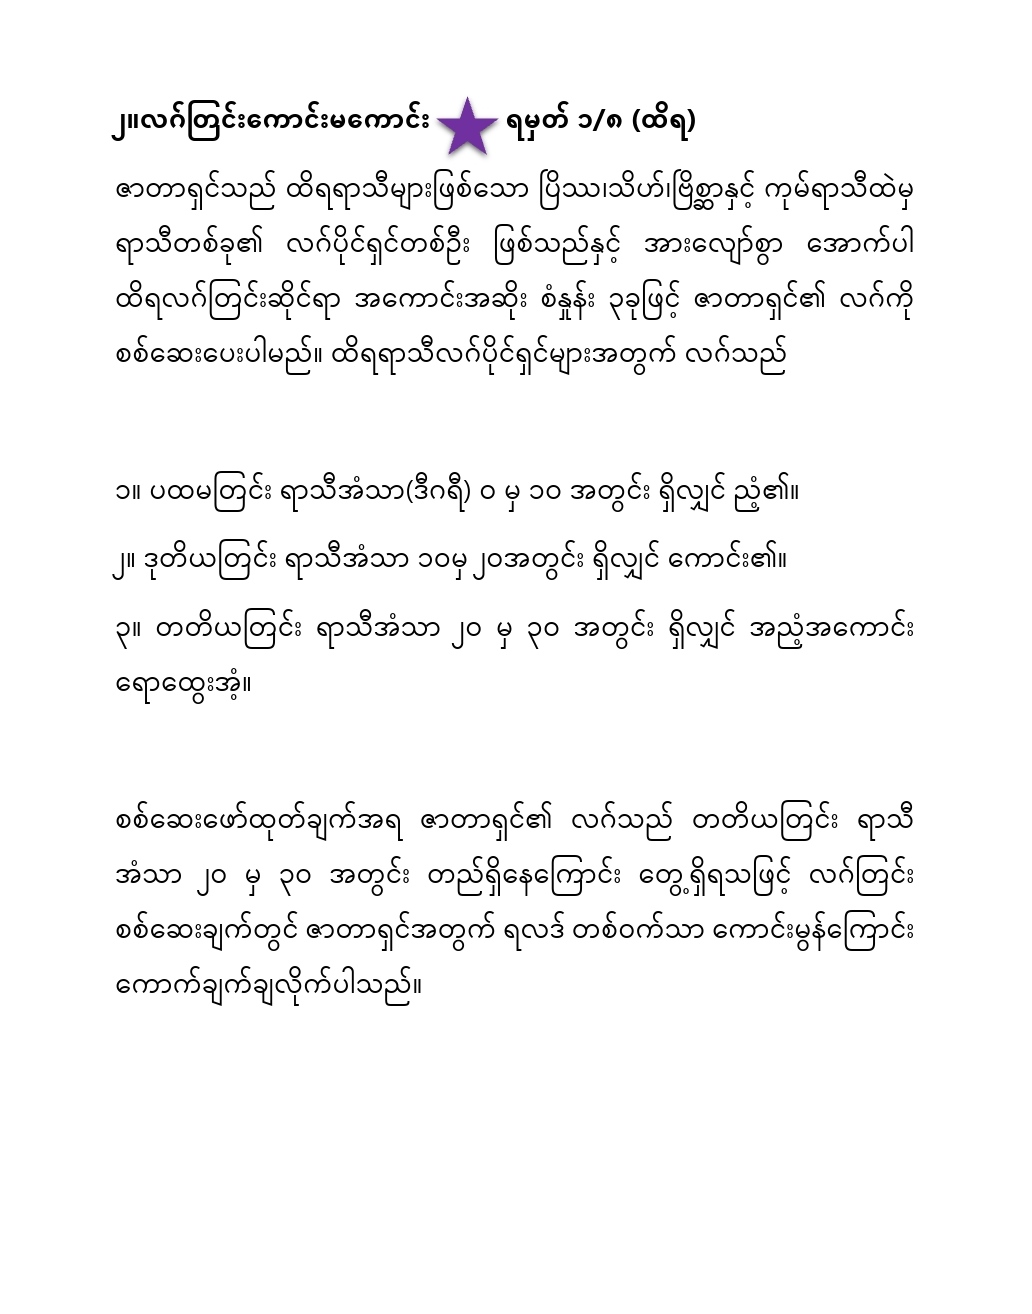 ၂။လဂ်တြင်းကောင်းမကောင်း ရမှတ် ၁/၈ (ထိရ)
ဇာတာရှင်သည် ထိရရာသီများဖြစ်သော ပြိဿ၊သိဟ်၊ဗြိစ္ဆာနှင့် ကုမ်ရာသီထဲမှ
ရာသီတစ်ခု၏ လဂ်ပိုင်ရှင်တစ်ဦး ဖြစ်သည်နှင့် အားလျော်စွာ အောက်ပါ
ထိရလဂ်တြင်းဆိုင်ရာ အကောင်းအဆိုး စံနှုန်း ၃ခုဖြင့် ဇာတာရှင်၏ လဂ်ကို
စစ်ဆေးပေးပါမည်။ ထိရရာသီလဂ်ပိုင်ရှင်များအတွက် လဂ်သည်
၁။ ပထမတြင်း ရာသီအံသာ(ဒီဂရီ) ၀ မှ ၁၀ အတွင်း ရှိလျှင် ညံ့၏။
၂။ ဒုတိယတြင်း ရာသီအံသာ ၁၀မှ ၂၀အတွင်း ရှိလျှင် ကောင်း၏။
၃။ တတိယတြင်း ရာသီအံသာ ၂၀ မှ ၃၀ အတွင်း ရှိလျှင် အညံ့အကောင်း
ရောထွေးအံ့။
စစ်ဆေးဖော်ထုတ်ချက်အရ ဇာတာရှင်၏ လဂ်သည် တတိယတြင်း ရာသီ
အံသာ ၂၀ မှ ၃၀ အတွင်း တည်ရှိနေကြောင်း တွေ့ရှိရသဖြင့် လဂ်တြင်း
စစ်ဆေးချက်တွင် ဇာတာရှင်အတွက် ရလဒ် တစ်ဝက်သာ ကောင်းမွန်ကြောင်း
ကောက်ချက်ချလိုက်ပါသည်။